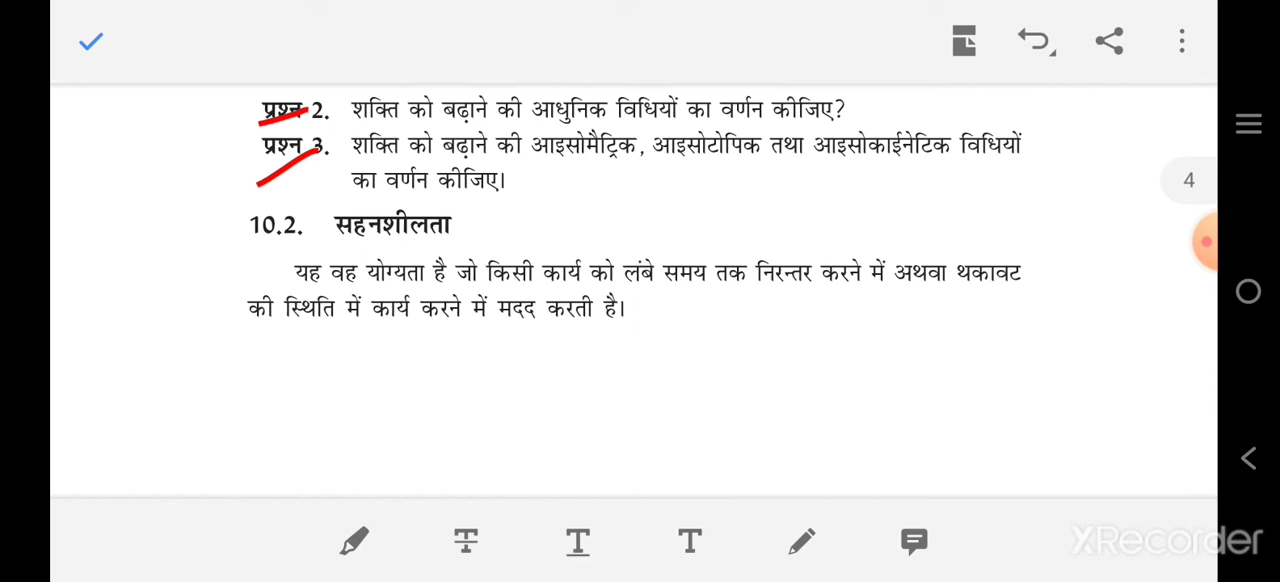 प्रश्न 2. शक्ति को बढ़ाने की आधुनिक विधियों का वर्णन कीजिए?
प्रश्न 3. शक्ति को बढ़ाने की आइसोमैट्रिक, आइसोटोपिक तथा आइसोकाईनेटिक विधियों
का वर्णन कीजिए।
4
10.2. सहनशीलता
यह वह योग्यता है जो किसी कार्य को लंबे समय तक निरन्तर करने में अथवा थकावट
की स्थिति में कार्य करने में मदद करती है।
XRecorder